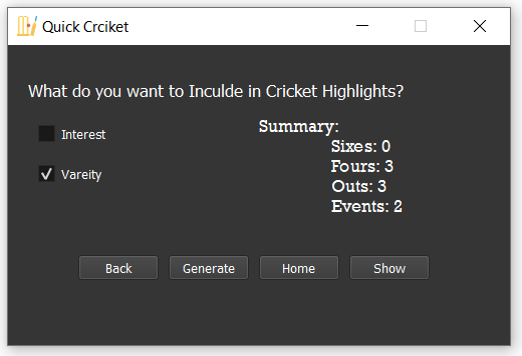 Quick Crciket
What do you want to Inculde in Cricket Highlights?
Interest
Vareity
Summary:
Sixes: 0
Fours: 3
Outs: 3
Events: 2
Back
Generate
Home
Show